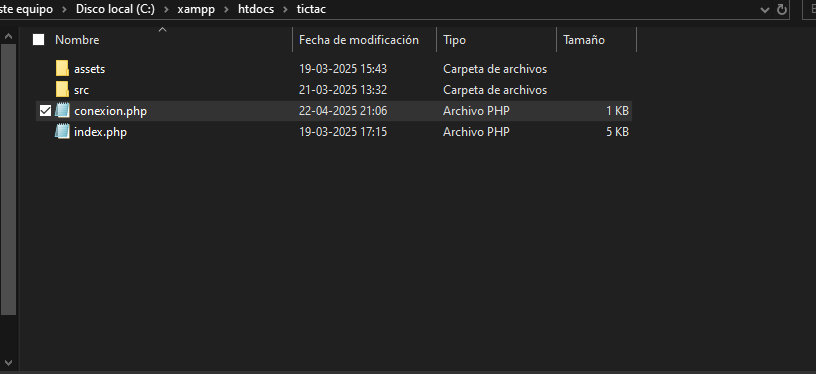 ste equipo > Disco local (C:) > xampp > htdocs > tictac
Nombre Fecha de modificación Tipo Tamaño
assets 19-03-2025 15:43 Carpeta de archivos
src 21-03-2025 13:32 Carpeta de archivos
conexion.php 22-04-2025 21:06 Archivo PHP 1 KB
index.php 19-03-2025 17:15 Archivo PHP 5 KB